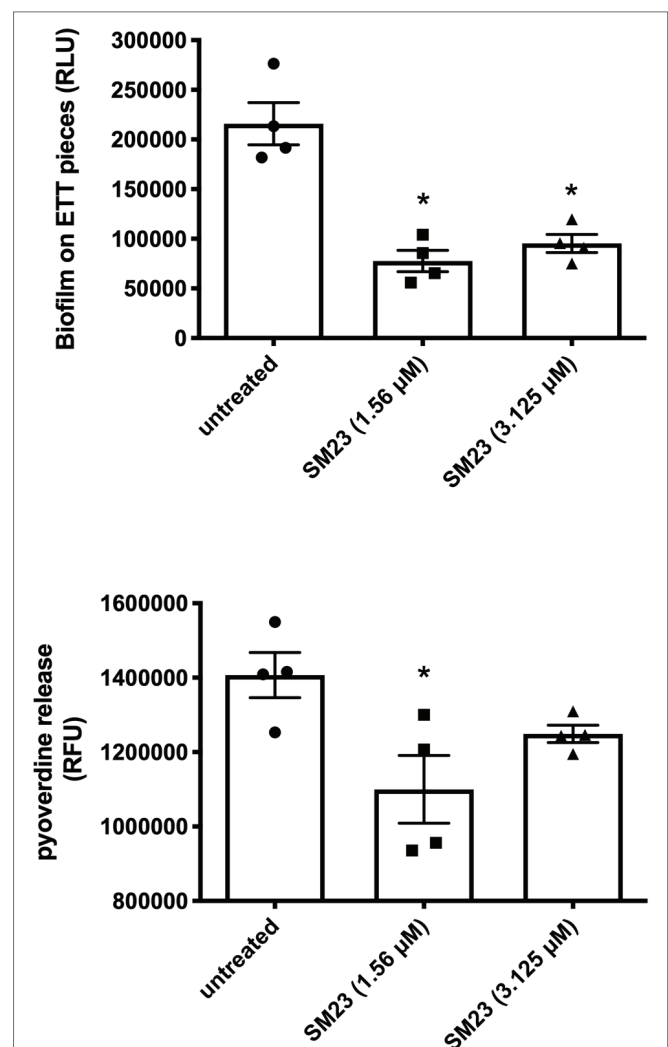 Biofilm on ETT pieces (RLU)
300000
250000
200000
150000
100000
50000
0
*
*
untreated
SM23 (1.56 µM)
SM23 (3.125 µM)
pyoverdine release
(RFU)
1600000
1400000
1200000
1000000
800000
*
untreated
SM23 (1.56 µM)
SM23 (3.125 µM)